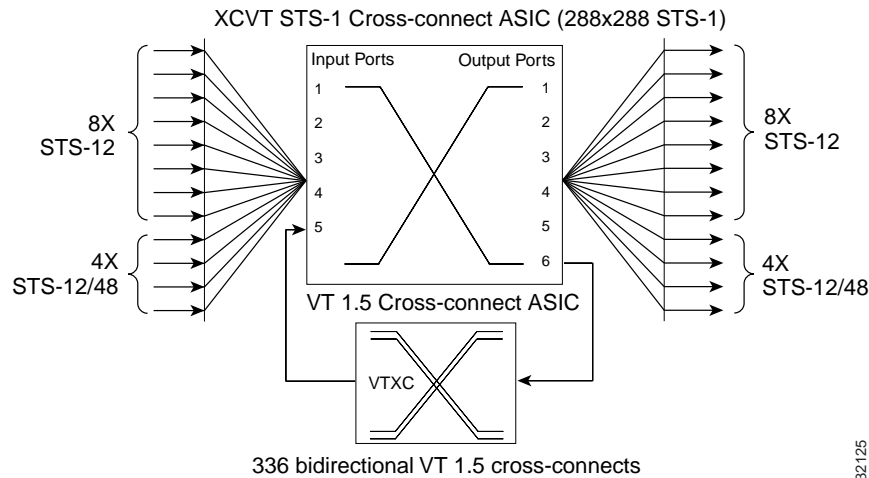 XCVT STS-1 Cross-connect ASIC (288x288 STS-1)
Input Ports
Output Ports
1
2
3
4
5
1
2
3
4
5
6
8X
STS-12
4X
STS-12/48
8X
STS-12
4X
STS-12/48
VT 1.5 Cross-connect ASIC
VTXC
336 bidirectional VT 1.5 cross-connects
32125